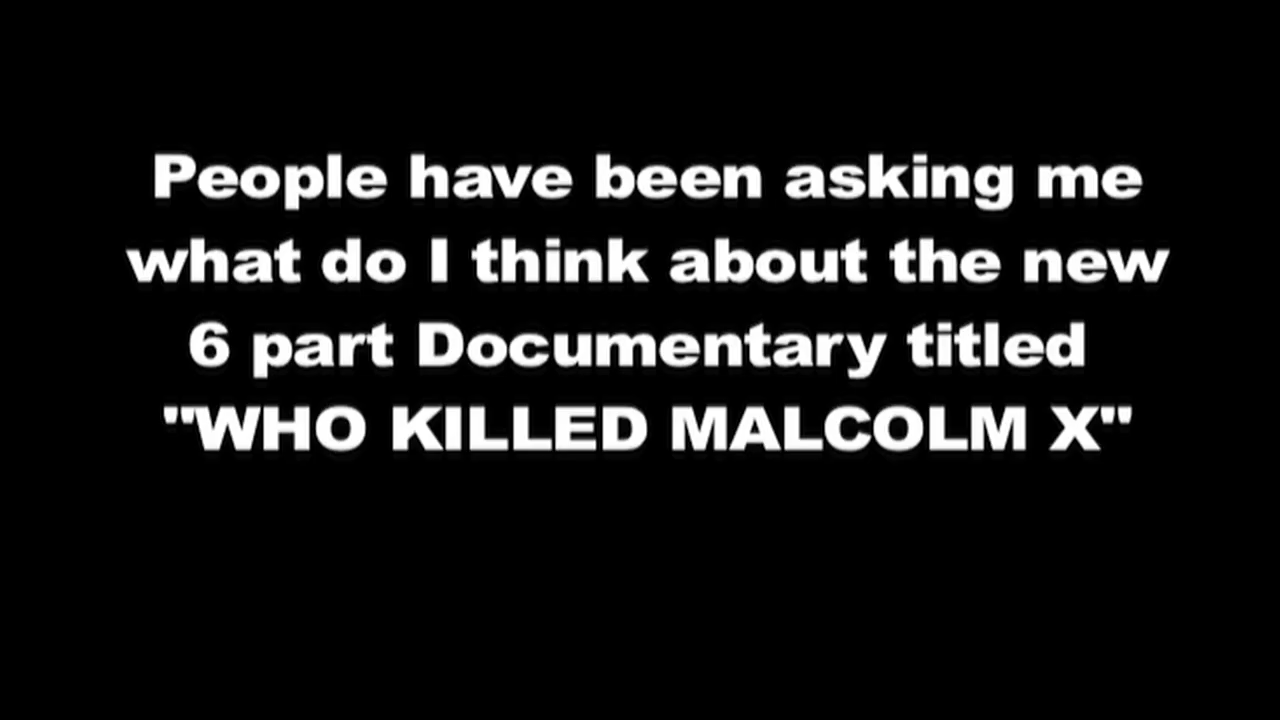 People have been asking me
what do I think about the new
6 part Documentary titled
"WHO KILLED MALCOLM X"